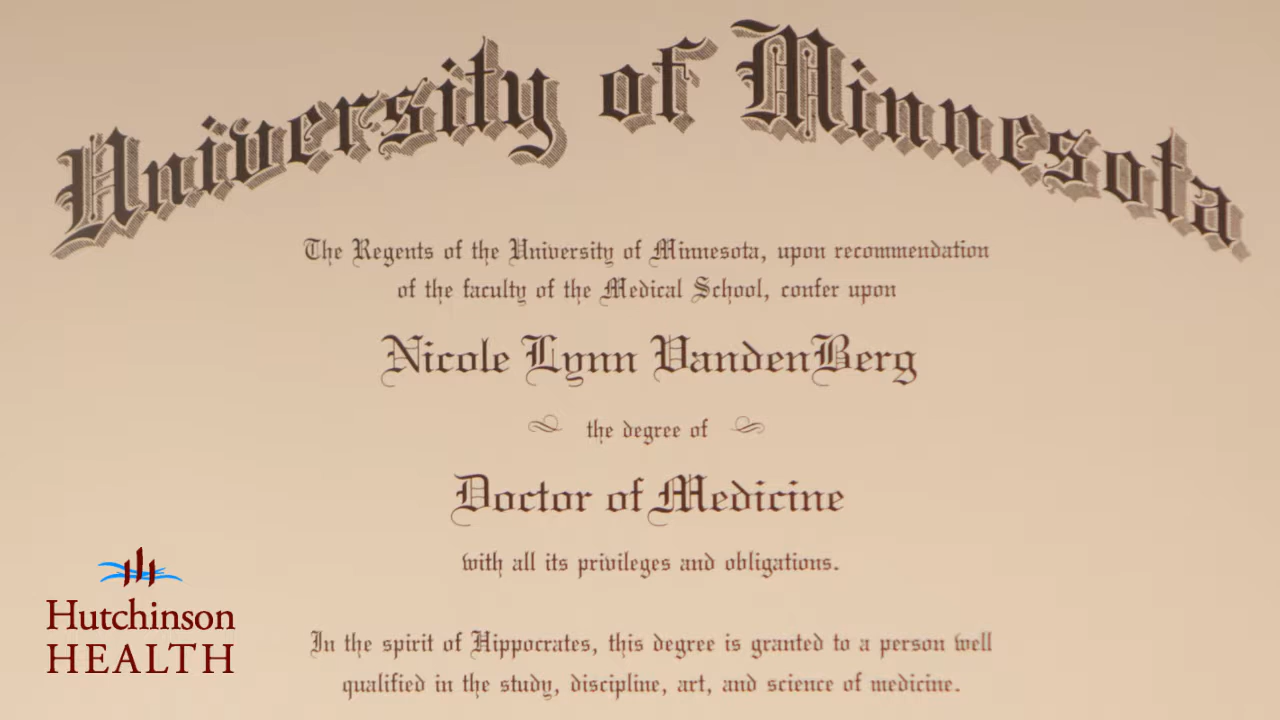 University of Minnesota
The Regents of the University of Minnesota, upon recommendation
of the faculty of the Medical School, confer upon
Nicole Lynn VandenBerg
the degree of
Doctor of Medicine
with all its privileges and obligations.
In the spirit of Hippocrates, this degree is granted to a person well
qualified in the study, discipline, art, and science of medicine.
Hutchinson
HEALTH